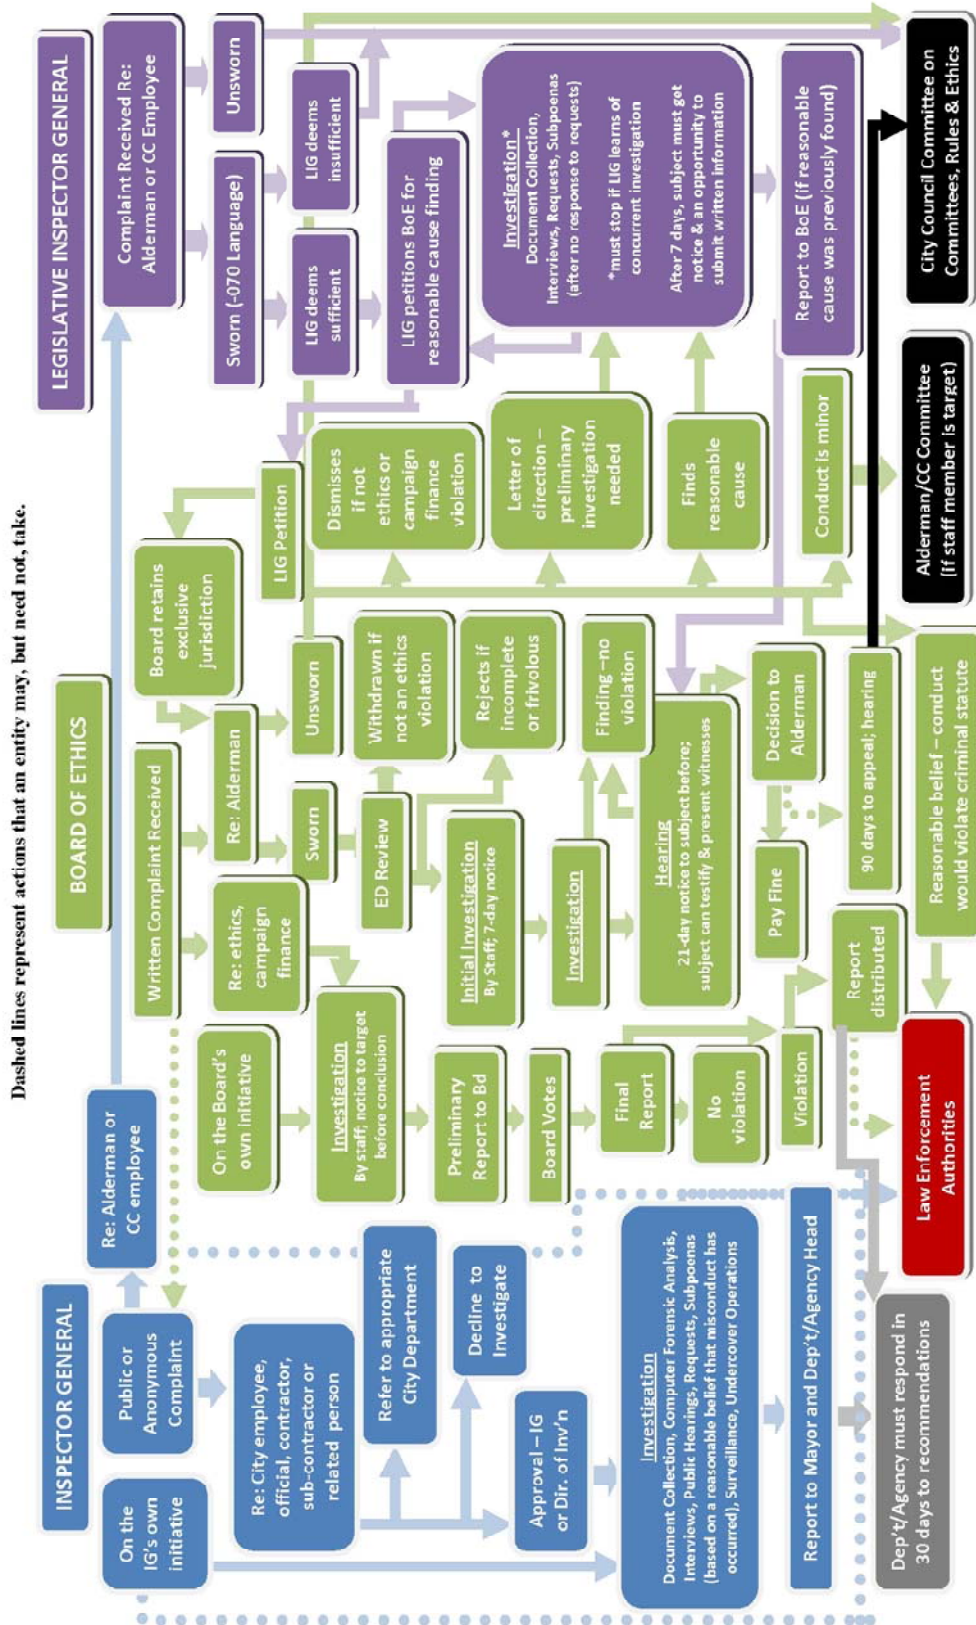 Dashed lines represent actions that an entity may, but need not, take.
INSPECTOR GENERAL
On the
IG's own
initiative
Public or
Anonymous
Complaint
Re: Alderman or
CC employee
Re: City employee,
official, contractor,
sub-contractor or
related person
Refer to appropriate
City Department
Decline to
Investigate
Approval – IG
or Dir. of Inv'n
Investigation
Document Collection, Computer Forensic Analysis,
Interviews, Public Hearings, Requests, Subpoenas
(based on a reasonable belief that misconduct has
occurred), Surveillance, Undercover Operations
Report to Mayor and Dep't/Agency Head
Dep't/Agency must respond in
30 days to recommendations
BOARD OF ETHICS
Written Complaint Received
On the Board's
own initiative
Re: ethics,
campaign
finance
Re: Alderman
Board retains
exclusive
jurisdiction
LIG Petition
Investigation
By staff; notice to target
before conclusion
Sworn
Unsworn
Preliminary
Report to Bd
Board Votes
Final
Report
No
violation
Violation
Report
distributed
ED Review
Withdrawn if
not an ethics
violation
Rejects if
incomplete
or frivolous
Initial Investigation
By Staff; 7-day notice
Investigation
Finding –no
violation
Hearing
21-day notice to subject before;
subject can testify & present witnesses
Decision to
Alderman
Pay Fine
90 days to appeal; hearing
Dismisses
if not
ethics or
campaign
finance
violation
Letter of
direction –
preliminary
investigation
needed
Finds
reasonable
cause
Conduct is minor
Reasonable belief – conduct
would violate criminal statute
Law Enforcement
Authorities
LEGISLATIVE INSPECTOR GENERAL
Complaint Received Re:
Alderman or CC Employee
Sworn (-070 Language)
Unsworn
LIG deems
sufficient
LIG deems
insufficient
LIG petitions BoE for
reasonable cause finding
Investigation*
Document Collection,
Interviews, Requests, Subpoenas
(after no response to requests)
*must stop if LIG learns of
concurrent investigation
After 7 days, subject must get
notice & an opportunity to
submit written information
Report to BoE (if reasonable
cause was previously found)
Alderman/CC Committee
(if staff member is target)
City Council Committee on
Committees, Rules & Ethics